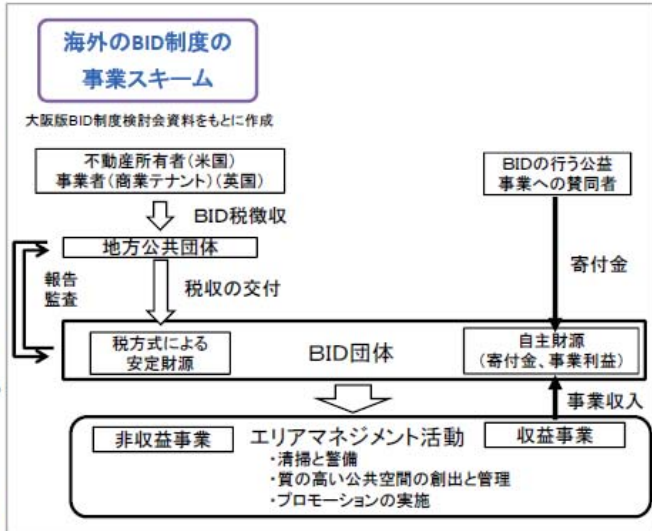 海外のBID制度の
事業スキーム
大阪版BID制度検討会資料をもとに作成
不動産所有者(米国)
事業者(商業テナント)(英国)
BIDの行う公益
事業への賛同者
BID税徴収
地方公共団体
報告
監査
税収の交付
寄付金
税方式による
安定財源
BID団体
自主財源
(寄付金、事業利益)
事業収入
非収益事業
エリアマネジメント活動
収益事業
・清掃と警備
・質の高い公共空間の創出と管理
・プロモーションの実施